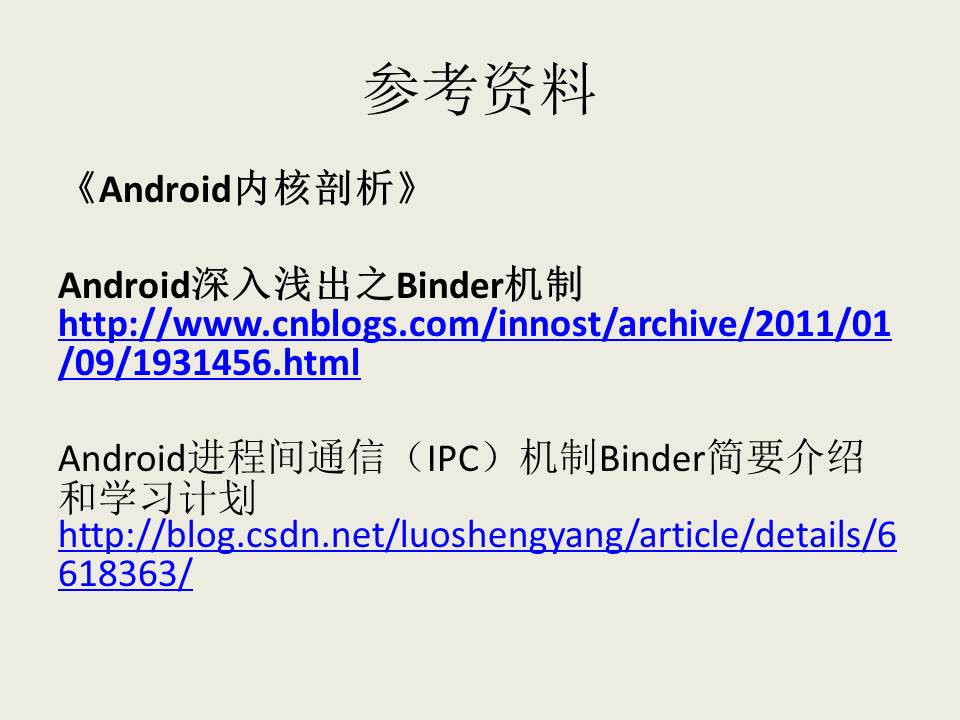 参考资料
《Android内核剖析》
Android深入浅出之Binder机制
http://www.cnblogs.com/innost/archive/2011/01
/09/1931456.html
Android进程间通信（IPC）机制Binder简要介绍
和学习计划
http://blog.csdn.net/luoshengyang/article/details/6
618363/